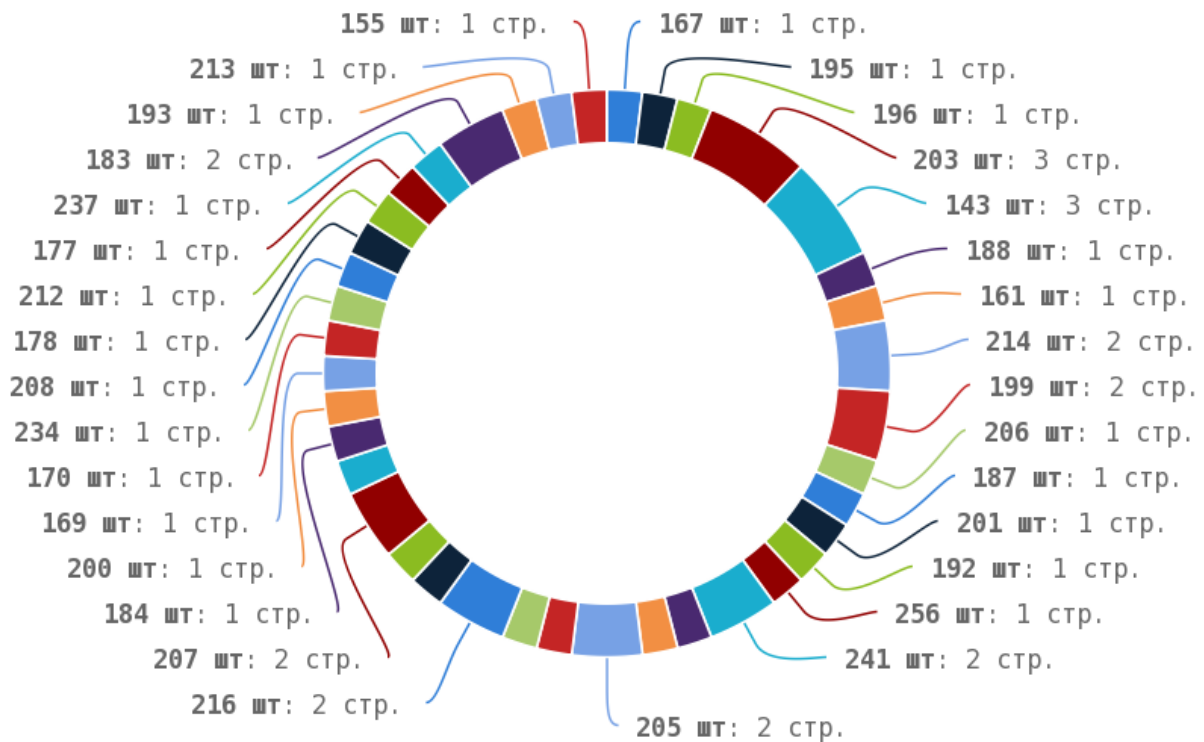 155 шт: 1 стр.
167 шт: 1 стр.
213 шт: 1 стр.
195 шт: 1 стр.
193 шт: 1 стр.
196 шт: 1 стр.
183 шт: 2 стр.
203 шт: 3 стр.
237 шт: 1 стр.
143 шт: 3 стр.
177 шт: 1 стр.
188 шт: 1 стр.
212 шт: 1 стр.
161 шт: 1 стр.
178 шт: 1 стр.
214 шт: 2 стр.
208 шт: 1 стр.
199 шт: 2 стр.
234 шт: 1 стр.
206 шт: 1 стр.
170 шт: 1 стр.
187 шт: 1 стр.
169 шт: 1 стр.
201 шт: 1 стр.
200 шт: 1 стр.
192 шт: 1 стр.
184 шт: 1 стр.
256 шт: 1 стр.
207 шт: 2 стр.
241 шт: 2 стр.
216 шт: 2 стр.
205 шт: 2 стр.